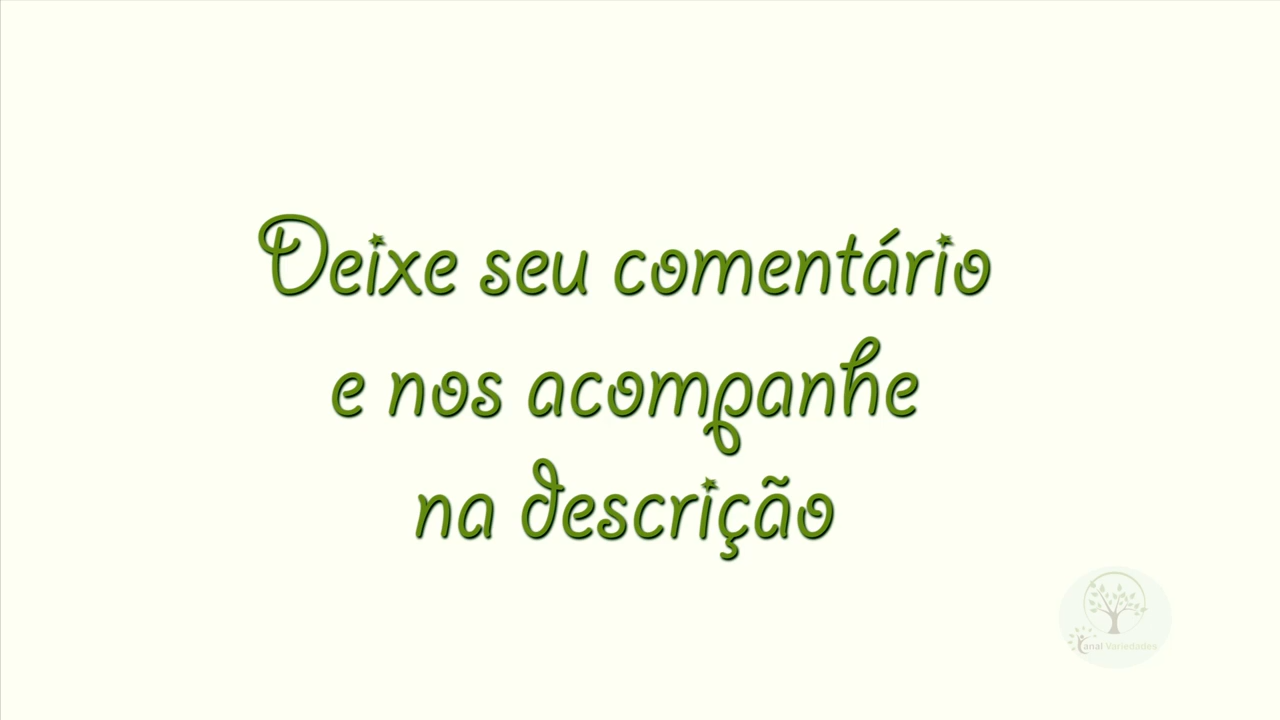 Deixe seu comentário
e nos acompanhe
na descrição
Canal Variedades